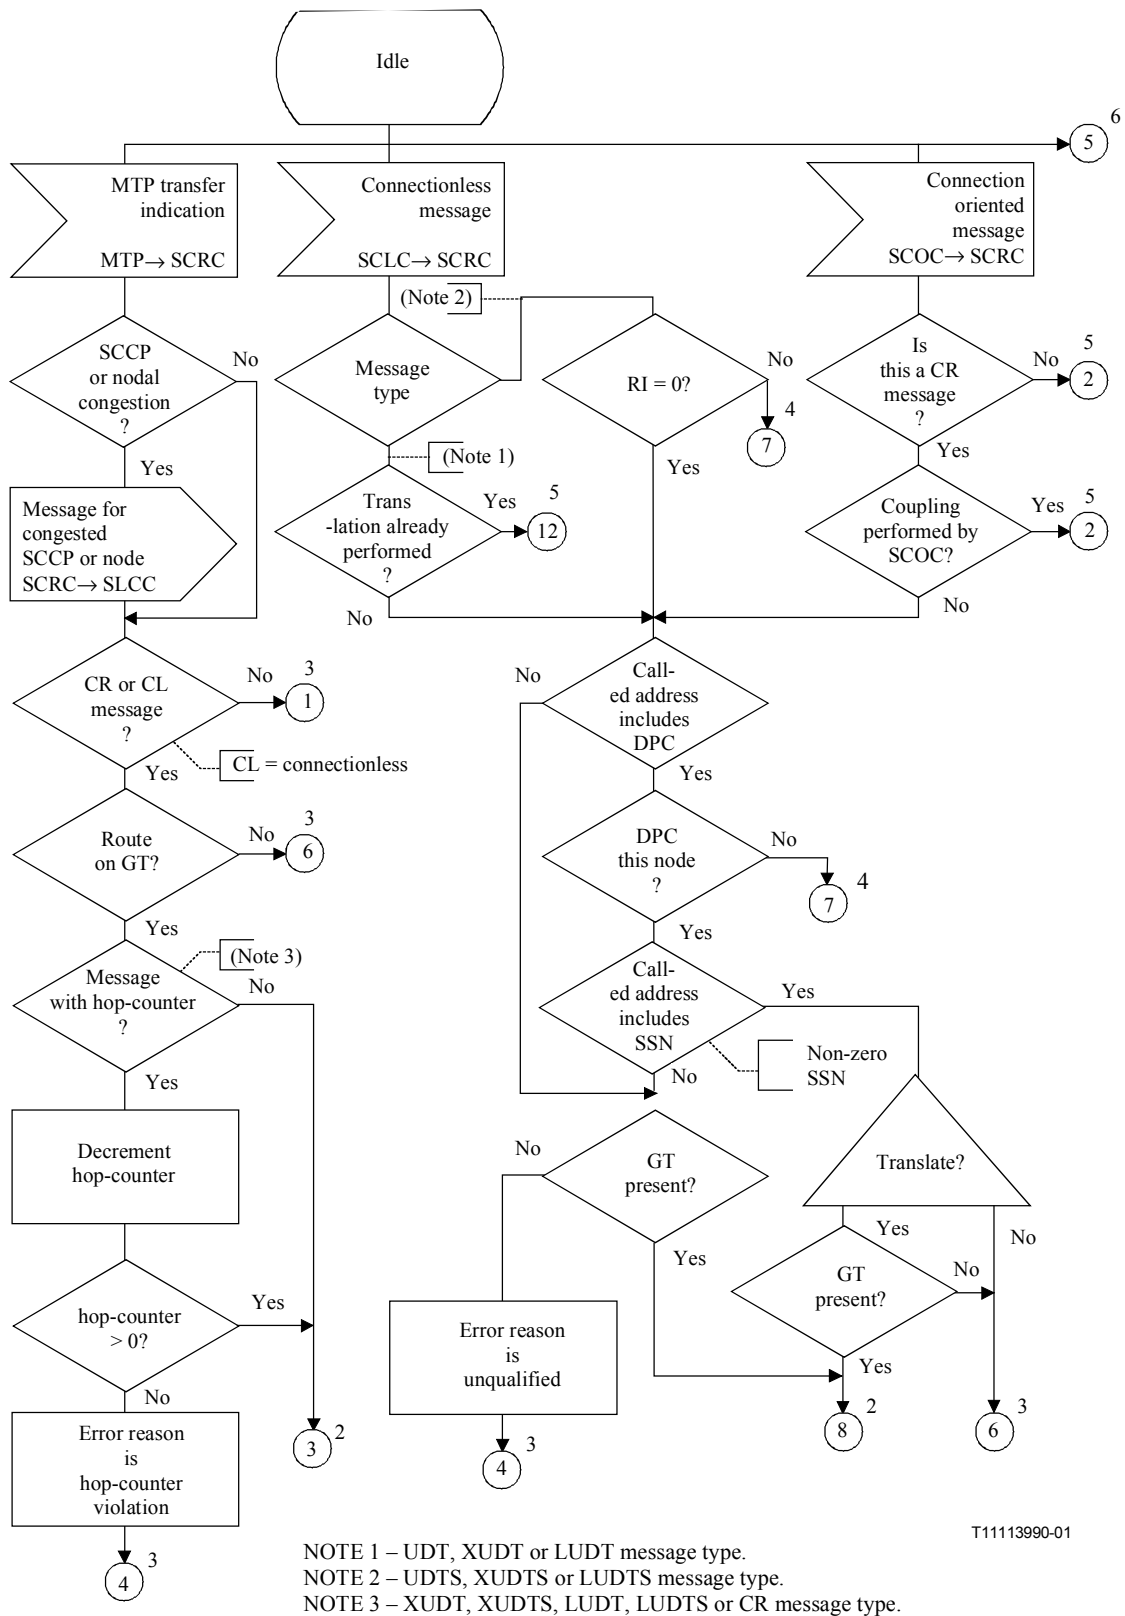 Idle
6
5
MTP transfer
indication
MTP→ SCRC
Connectionless
message
SCLC→ SCRC
Connection
oriented
message
SCOC→ SCRC
(Note 2)
SCCP
or nodal
congestion
?
No
Yes
Message
type
RI = 0?
No
4
7
Yes
Is
this a CR
message
?
No
5
2
Yes
(Note 1)
Message for
congested
SCCP or node
SCRC→ SLCC
Trans
-lation already
performed
?
Yes
5
12
No
Coupling
performed by
SCOC?
Yes
5
2
No
CR or CL
message
?
No
3
1
CL = connectionless
Yes
No
Call-
ed address
includes
DPC
Yes
Route
on GT?
No
3
6
Yes
DPC
this node
?
No
4
7
Yes
(Note 3)
Message
with hop-counter
?
No
Yes
Call-
ed address
includes
SSN
Yes
No
Non-zero
SSN
Decrement
hop-counter
No
GT
present?
Yes
Translate?
Yes
No
hop-counter
> 0?
Yes
No
Error reason
is
unqualified
GT
present?
No
Yes
Error reason
is
hop-counter
violation
2
3
3
4
2
8
3
6
3
4
T11113990-01
NOTE 1 – UDT, XUDT or LUDT message type.
NOTE 2 – UDTS, XUDTS or LUDTS message type.
NOTE 3 – XUDT, XUDTS, LUDT, LUDTS or CR message type.